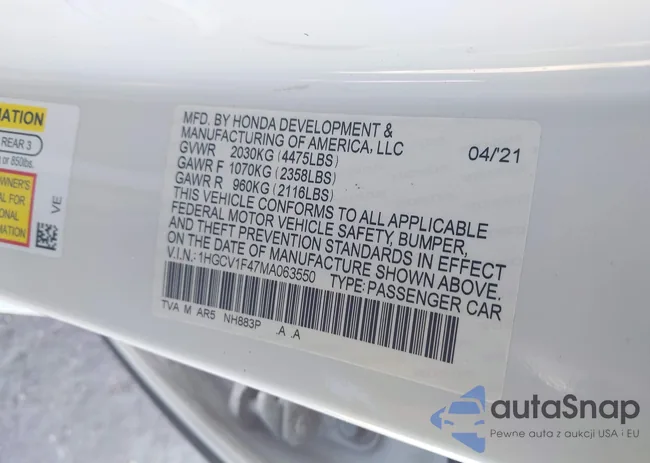 MATION
REAR 3
or 850lbs.
WNER'S
AL FOR
ONAL
MATION
VE
MFD. BY HONDA DEVELOPMENT &
MANUFACTURING OF AMERICA, LLC 04/'21
GVWR 2030KG (4475LBS)
GAWR F 1070KG (2358LBS)
GAWR R 960KG (2116LBS)
THIS VEHICLE CONFORMS TO ALL APPLICABLE
FEDERAL MOTOR VEHICLE SAFETY, BUMPER,
AND THEFT PREVENTION STANDARDS IN EFFECT
ON THE DATE OF MANUFACTURE SHOWN ABOVE.
V.I.N.: 1HGCV1F47MA063550 TYPE: PASSENGER CAR
TVA M AR5 NH883P .A .A
autaSnap
Pewne auta z aukcji USA i EU